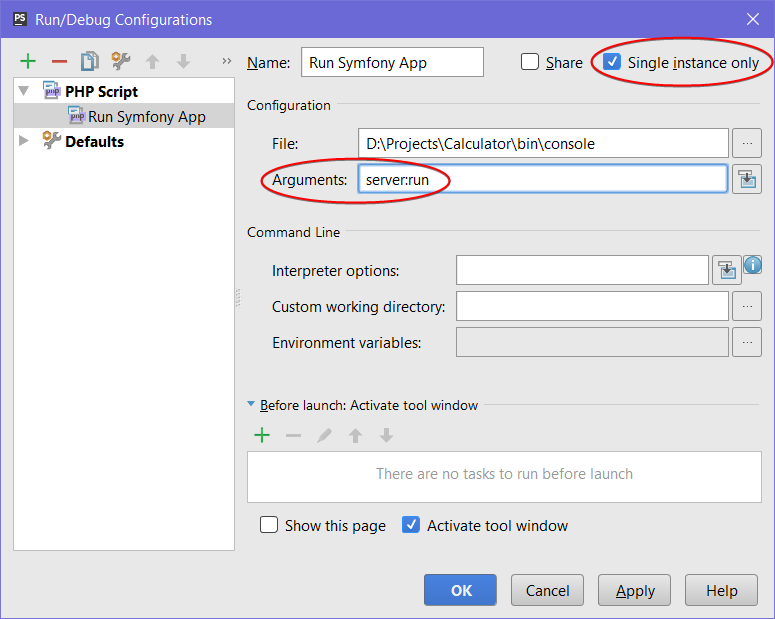 PS Run/Debug Configurations
Name: Run Symfony App Share Single instance only
PHP Script
Run Symfony App
Defaults
Configuration
File: D:\Projects\Calculator\bin\console ...
Arguments: server:run
Command Line
Interpreter options:
Custom working directory: ...
Environment variables: ...
Before launch: Activate tool window
There are no tasks to run before launch
Show this page Activate tool window
OK Cancel Apply Help